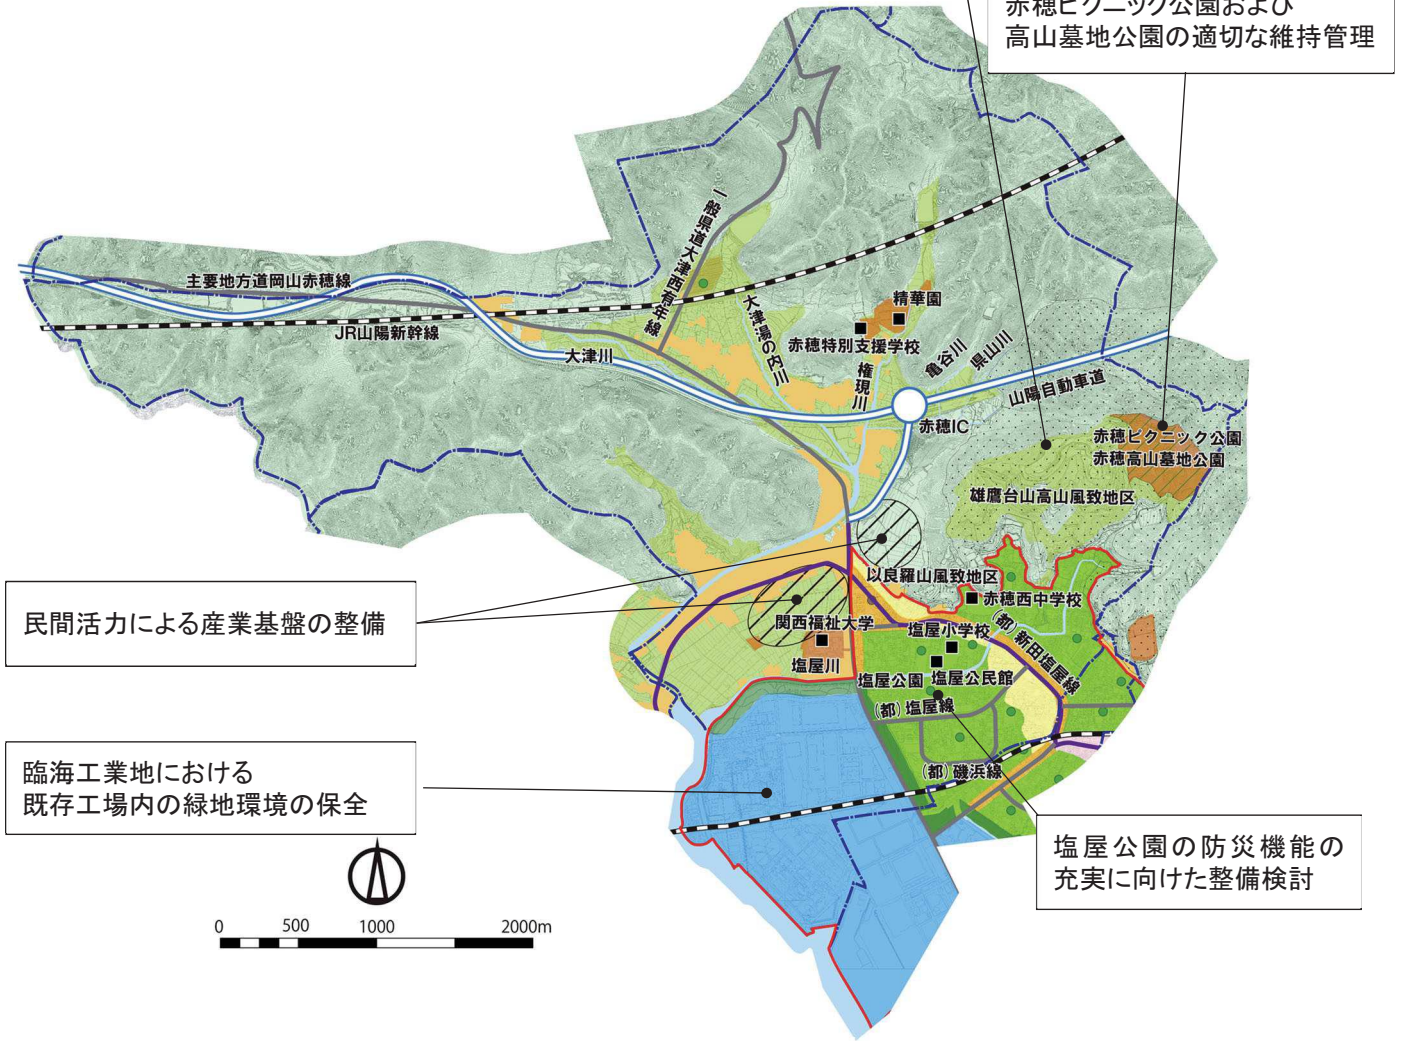 赤穂ピクニック公園および
高山墓地公園の適切な維持管理
一般県道大津西有年線
主要地方道岡山赤穂線
JR山陽新幹線
大津川
大津湯の内川
精華園
赤穂特別支援学校
権現川
亀谷川
県山川
山陽自動車道
赤穂IC
赤穂ピクニック公園
赤穂高山墓地公園
雄鷹台山高山風致地区
以良羅山風致地区
赤穂西中学校
民間活力による産業基盤の整備
関西福祉大学
塩屋小学校
(都)新田塩屋線
塩屋川
塩屋公園
塩屋公民館
(都)塩屋線
(都)磯浜線
臨海工業地における
既存工場内の緑地環境の保全
塩屋公園の防災機能の
充実に向けた整備検討
0 500 1000 2000m